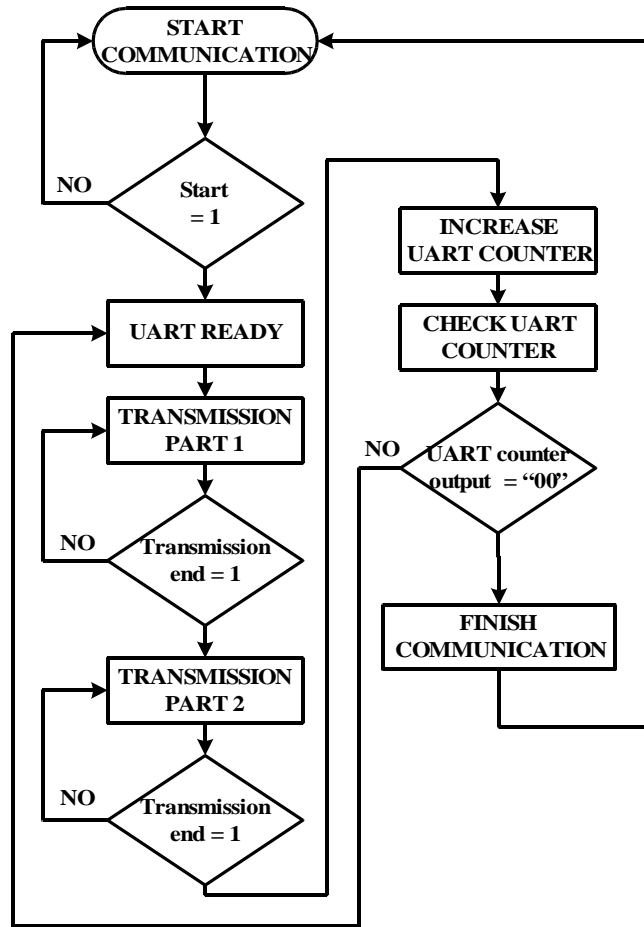 START
COMMUNICATION
NO
Start
= 1
UART READY
TRANSMISSION
PART 1
NO
Transmission
end = 1
TRANSMISSION
PART 2
NO
Transmission
end = 1
INCREASE
UART COUNTER
CHECK UART
COUNTER
NO
UART counter
output = “00”
FINISH
COMMUNICATION